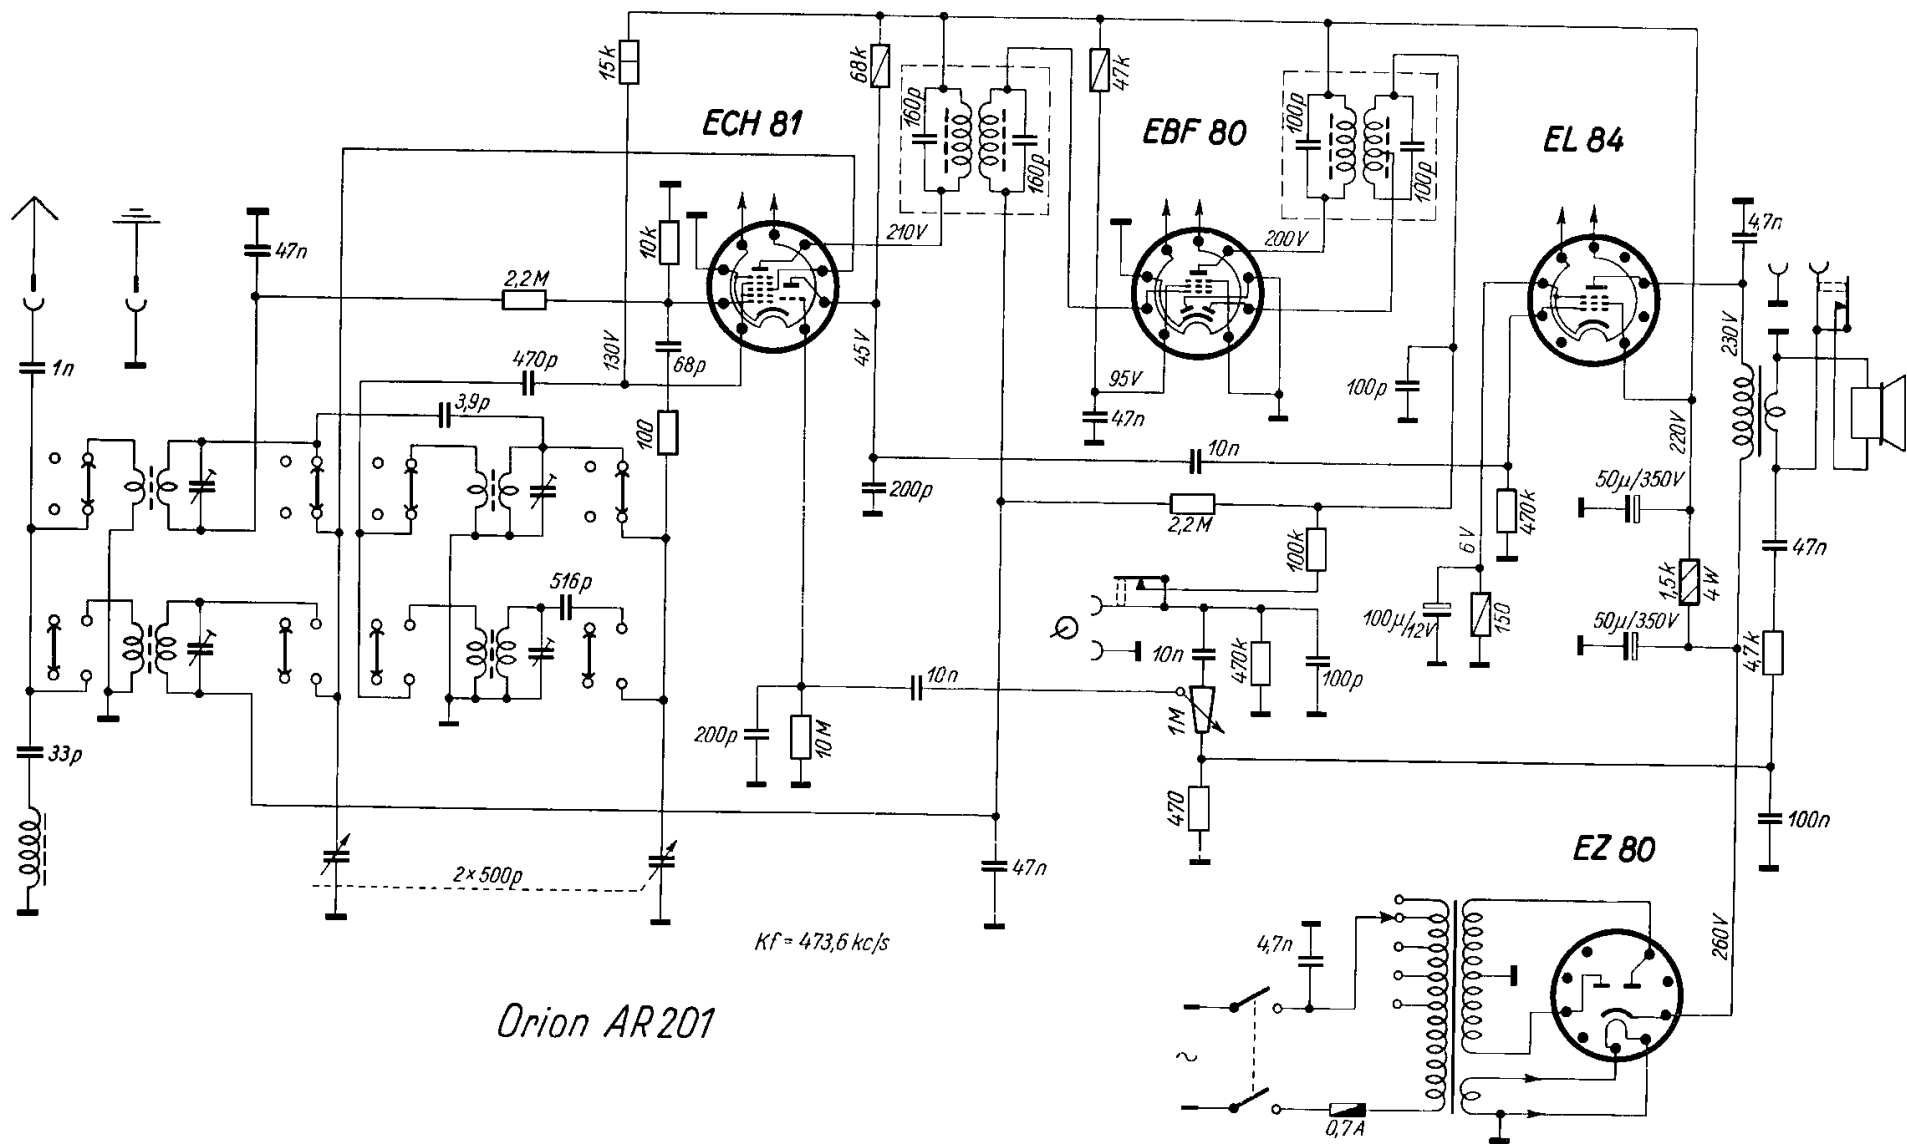 15k
68k
47k
ECH 81
160p
160p
EBF 80
100p
100p
EL 84
47n
10k
210V
200V
4,7n
2,2M
230V
1n
470p
130V
68p
45V
95V
47n
100p
220V
3,9p
100
10n
200p
50µ/350V
2,2M
470k
6V
100k
47n
516p
1,5k
4W
100µ/12V
150
50µ/350V
10n
470k
100p
4,7k
10n
1M
33p
200p
10M
470
100n
2×500p
47n
EZ 80
Kf = 473,6 kc/s
4,7n
260V
Orion AR201
~
0,7A